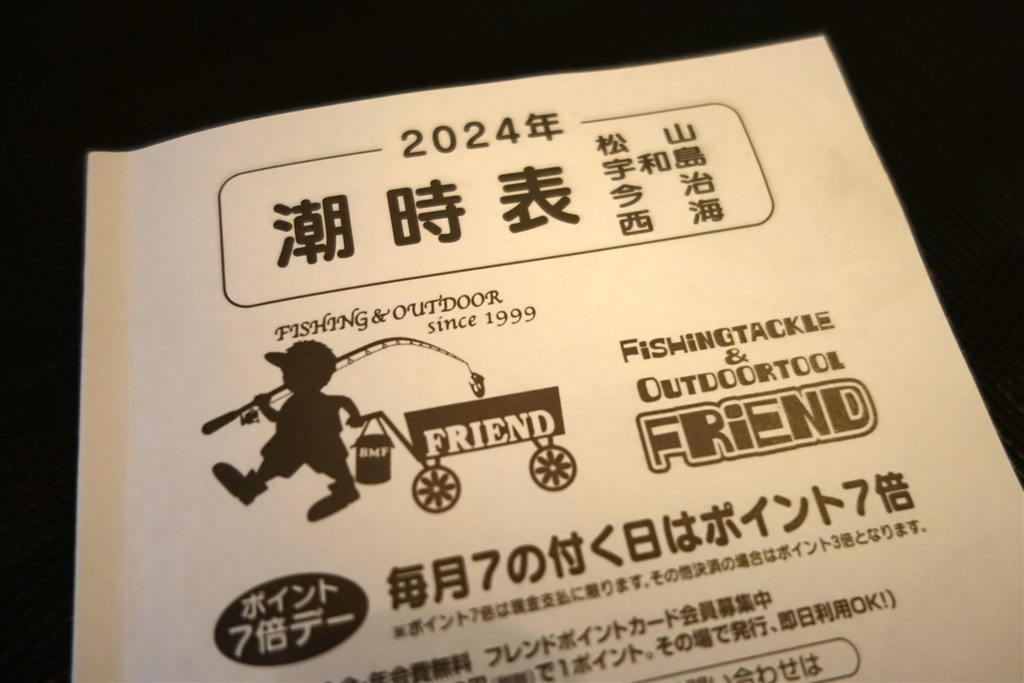 2024年
潮時表
松山
宇和島
今治
西海
FISHING & OUTDOOR
since 1999
BMF
FRIEND
FISHINGTACKLE
&
OUTDOORTOOL
FRIEND
ポイント
7倍デー
毎月7の付く日はポイント7倍
※ポイント7倍は現金支払に限ります。その他決済の場合はポイント3倍となります。
年会費無料 フレンドポイントカード会員募集中
で1ポイント。その場で発行、即日利用OK!)
い合わせは